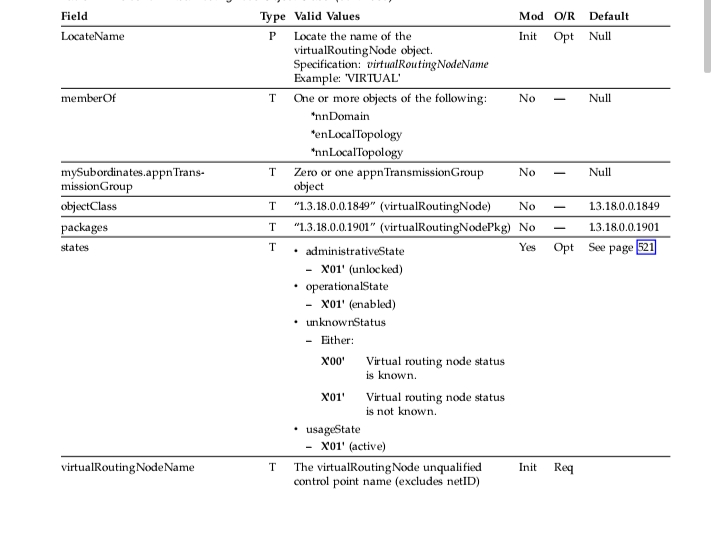 Field Type Valid Values Mod O/R Default
LocateName P Locate the name of the Init Opt Null
virtualRoutingNode object.
Specification: virtualRoutingNodeName
Example: 'VIRTUAL'
memberOf T One or more objects of the following: No — Null
*nnDomain
*enLocalTopology
*nnLocalTopology
mySubordinates.appnTrans- T Zero or one appnTransmissionGroup No — Null
missionGroup object
objectClass T “1.3.18.0.0.1849” (virtualRoutingNode) No — 1.3.18.0.0.1849
packages T “1.3.18.0.0.1901” (virtualRoutingNodePkg) No — 1.3.18.0.0.1901
states T • administrativeState Yes Opt See page 521
– X'01' (unlocked)
• operationalState
– X'01' (enabled)
• unknownStatus
– Either:
X'00' Virtual routing node status
is known.
X'01' Virtual routing node status
is not known.
• usageState
– X'01' (active)
virtualRoutingNodeName T The virtualRoutingNode unqualified Init Req
control point name (excludes netID)